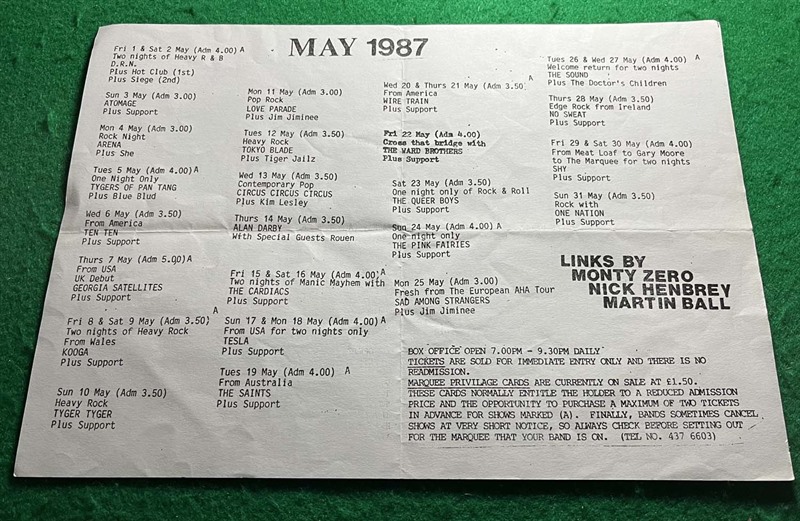 MAY 1987
Fri 1 & Sat 2 May (Adm 4.00) A
Two nights of Heavy R & B
D.R.N.
Plus Hot Club (1st)
Plus Siege (2nd)
Sun 3 May (Adm 3.00)
ATOMAGE
Plus Support
Mon 4 May (Adm 3.00)
Rock Night
ARENA
Plus She
Tues 5 May (Adm 4.00)A
One Night Only
TYGERS OF PAN TANG
Plus Blue Blud
Wed 6 May (Adm 3.50)
From America
TEN TEN
Plus Support
Thurs 7 May (Adm 5.00)A
From USA
UK Debut
GEORGIA SATELLITES
Plus Support
A
Fri 8 & Sat 9 May (Adm 3.50)
Two nights of Heavy Rock
From Wales
KOOGA
Plus Support
Sun 10 May (Adm 3.50)
Heavy Rock
TYGER TYGER
Plus Support
Mon 11 May (Adm 3.00)
Pop Rock
LOVE PARADE
Plus Jim Jiminee
Tues 12 May (Adm 3.50)
Heavy Rock
TOKYO BLADE
Plus Tiger Jailz
Wed 13 May (Adm 3.50)
Contemporary Pop
CIRCUS CIRCUS CIRCUS
Plus Kim Lesley
Thurs 14 May (Adm 3.50)
ALAN DARBY
With Special Guests Rouen
Fri 15 & Sat 16 May (Adm 4.00)A
Two nights of Manic Mayhem with
THE CARDIACS
Plus Support
Sun 17 & Mon 18 May (Adm 4.00)A
From USA for two nights only
TESLA
Plus Support
Tues 19 May (Adm 4.00) A
From Australia
THE SAINTS
Plus Support
A
Wed 20 & Thurs 21 May (Adm 3.50)
From America
WIRE TRAIN
Plus Support
Fri 22 May (Adm 4.00)
Cross that bridge with
THE WARD BROTHERS
Plus Support
Sat 23 May (Adm 3.50)
One night only of Rock & Roll
THE QUEER BOYS
Plus Support
Sun 24 May (Adm 4.00) A
One night only
THE PINK FAIRIES
Plus Support
Mon 25 May (Adm 3.00)
Fresh from The European AHA Tour
SAD AMONG STRANGERS
Plus Jim Jiminee
Tues 26 & Wed 27 May (Adm 4.00) A
Welcome return for two nights
THE SOUND
Plus The Doctor's Children
Thurs 28 May (Adm 3.50)
Edge Rock from Ireland
NO SWEAT
Plus Support
Fri 29 & Sat 30 May (Adm 4.00)
From Meat Loaf to Gary Moore
to The Marquee for two nights
SHY
Plus Support
Sun 31 May (Adm 3.50)
Rock with
ONE NATION
Plus Support
LINKS BY
MONTY ZERO
NICK HENBREY
MARTIN BALL
BOX OFFICE OPEN 7.00PM - 9.30PM DAILY
TICKETS ARE SOLD FOR IMMEDIATE ENTRY ONLY AND THERE IS NO
READMISSION.
MARQUEE PRIVILAGE CARDS ARE CURRENTLY ON SALE AT £1.50.
THESE CARDS NORMALLY ENTITLE THE HOLDER TO A REDUCED ADMISSION
PRICE AND THE OPPORTUNITY TO PURCHASE A MAXIMUM OF TWO TICKETS
IN ADVANCE FOR SHOWS MARKED (A). FINALLY, BANDS SOMETIMES CANCEL
SHOWS AT VERY SHORT NOTICE, SO ALWAYS CHECK BEFORE SETTING OUT
FOR THE MARQUEE THAT YOUR BAND IS ON. (TEL NO. 437 6603)